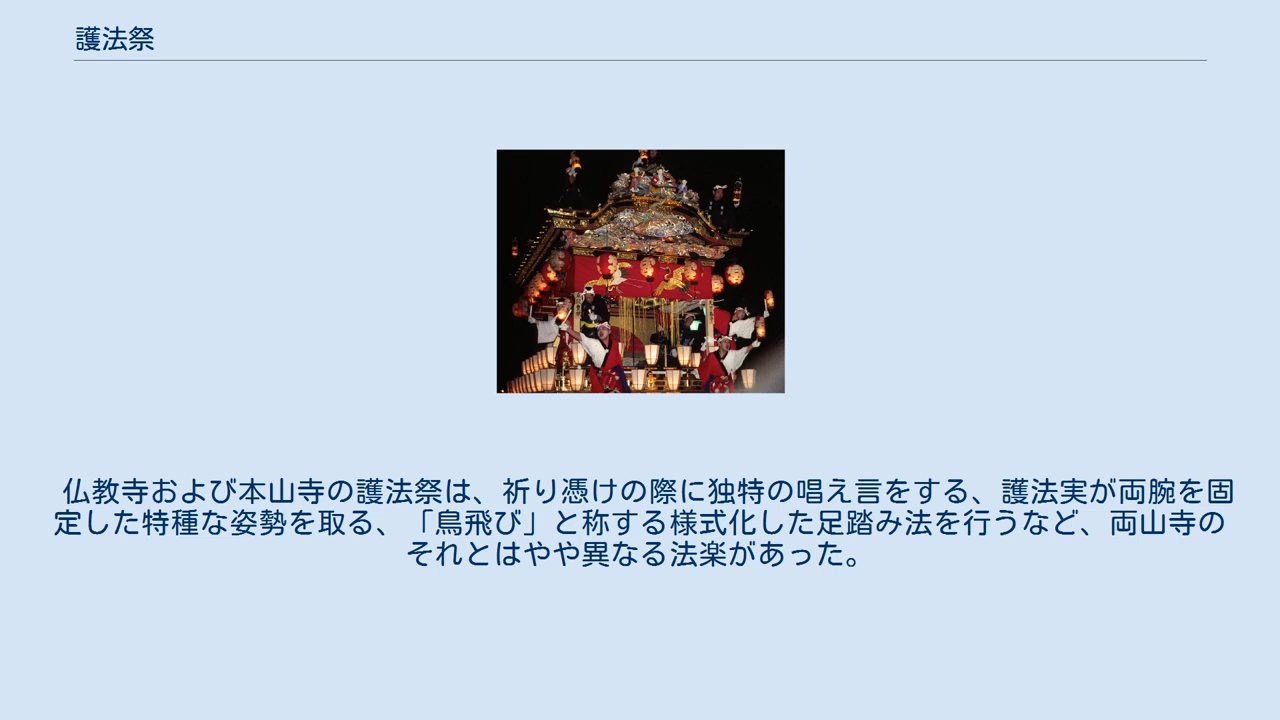 護法祭
仏教寺および本山寺の護法祭は、祈り憑けの際に独特の唱え言をする、護法実が両腕を固
定した特種な姿勢を取る、「烏飛び」と称する様式化した足踏み法を行うなど、両山寺の
それとはやや異なる法楽があった。